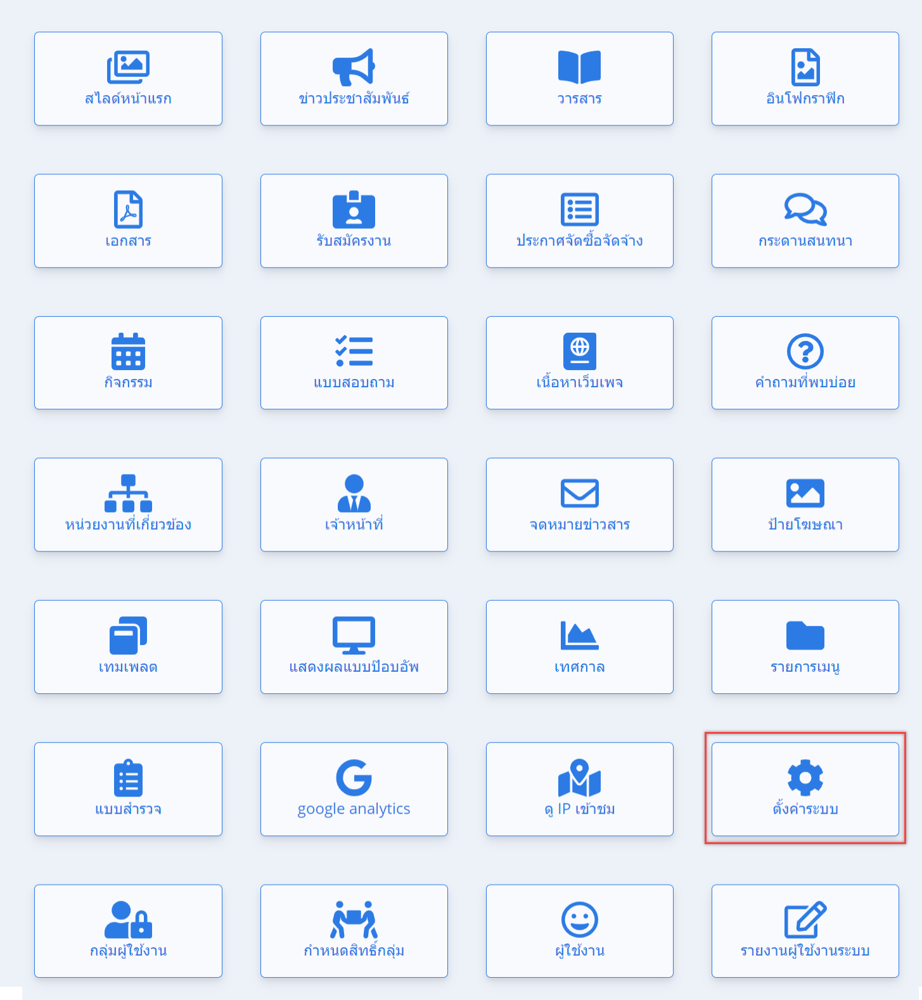 สไลด์หน้าแรก
ข่าวประชาสัมพันธ์
วารสาร
อินโฟกราฟิก
เอกสาร
รับสมัครงาน
ประกาศจัดซื้อจัดจ้าง
กระดานสนทนา
กิจกรรม
แบบสอบถาม
เนื้อหาเว็บเพจ
คำถามที่พบบ่อย
หน่วยงานที่เกี่ยวข้อง
เจ้าหน้าที่
จดหมายข่าวสาร
ป้ายโฆษณา
เทมเพลต
แสดงผลแบบป๊อบอัพ
เทศกาล
รายการเมนู
แบบสำรวจ
google analytics
ดู IP เข้าชม
ตั้งค่าระบบ
กลุ่มผู้ใช้งาน
กำหนดสิทธิ์กลุ่ม
ผู้ใช้งาน
รายงานผู้ใช้งานระบบ